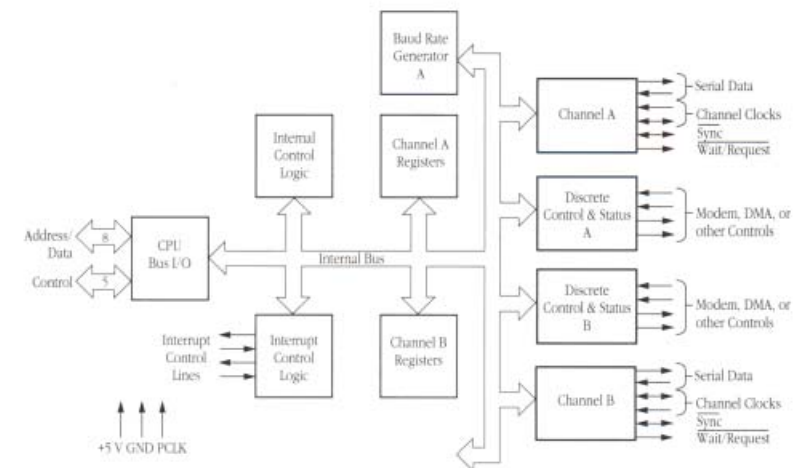 Baud Rate
Generator
A
Internal
Control
Logic
Channel A
Registers
Channel A
Serial Data
Channel Clocks
Sync
Wait/Request
Discrete
Control & Status
A
Modem, DMA, or
other Controls
Address/
Data
8
CPU
Bus I/O
Control
5
Internal Bus
Discrete
Control & Status
B
Modem, DMA, or
other Controls
Interrupt
Control
Lines
Interrupt
Control
Logic
Channel B
Registers
Channel B
Serial Data
Channel Clocks
Sync
Wait/Request
+5 V GND PCLK